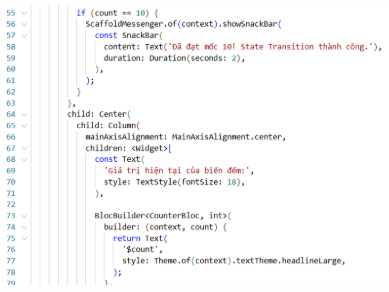 55 if (count == 10) {
56 ScaffoldMessenger.of(context).showSnackBar(
57 const SnackBar(
58 content: Text('Đã đạt mốc 10! State Transition thành công.'),
59 duration: Duration(seconds: 2),
60 ),
61 );
62 }
63 },
64 child: Center(
65 child: Column(
66 mainAxisAlignment: MainAxisAlignment.center,
67 children: <Widget>[
68 const Text(
69 'Giá trị hiện tại của biến đếm:',
70 style: TextStyle(fontSize: 18),
71 ),
72
73 BlocBuilder<CounterBloc, int>(
74 builder: (context, count) {
75 return Text(
76 '$count',
77 style: Theme.of(context).textTheme.headlineLarge,
78 );
79 },